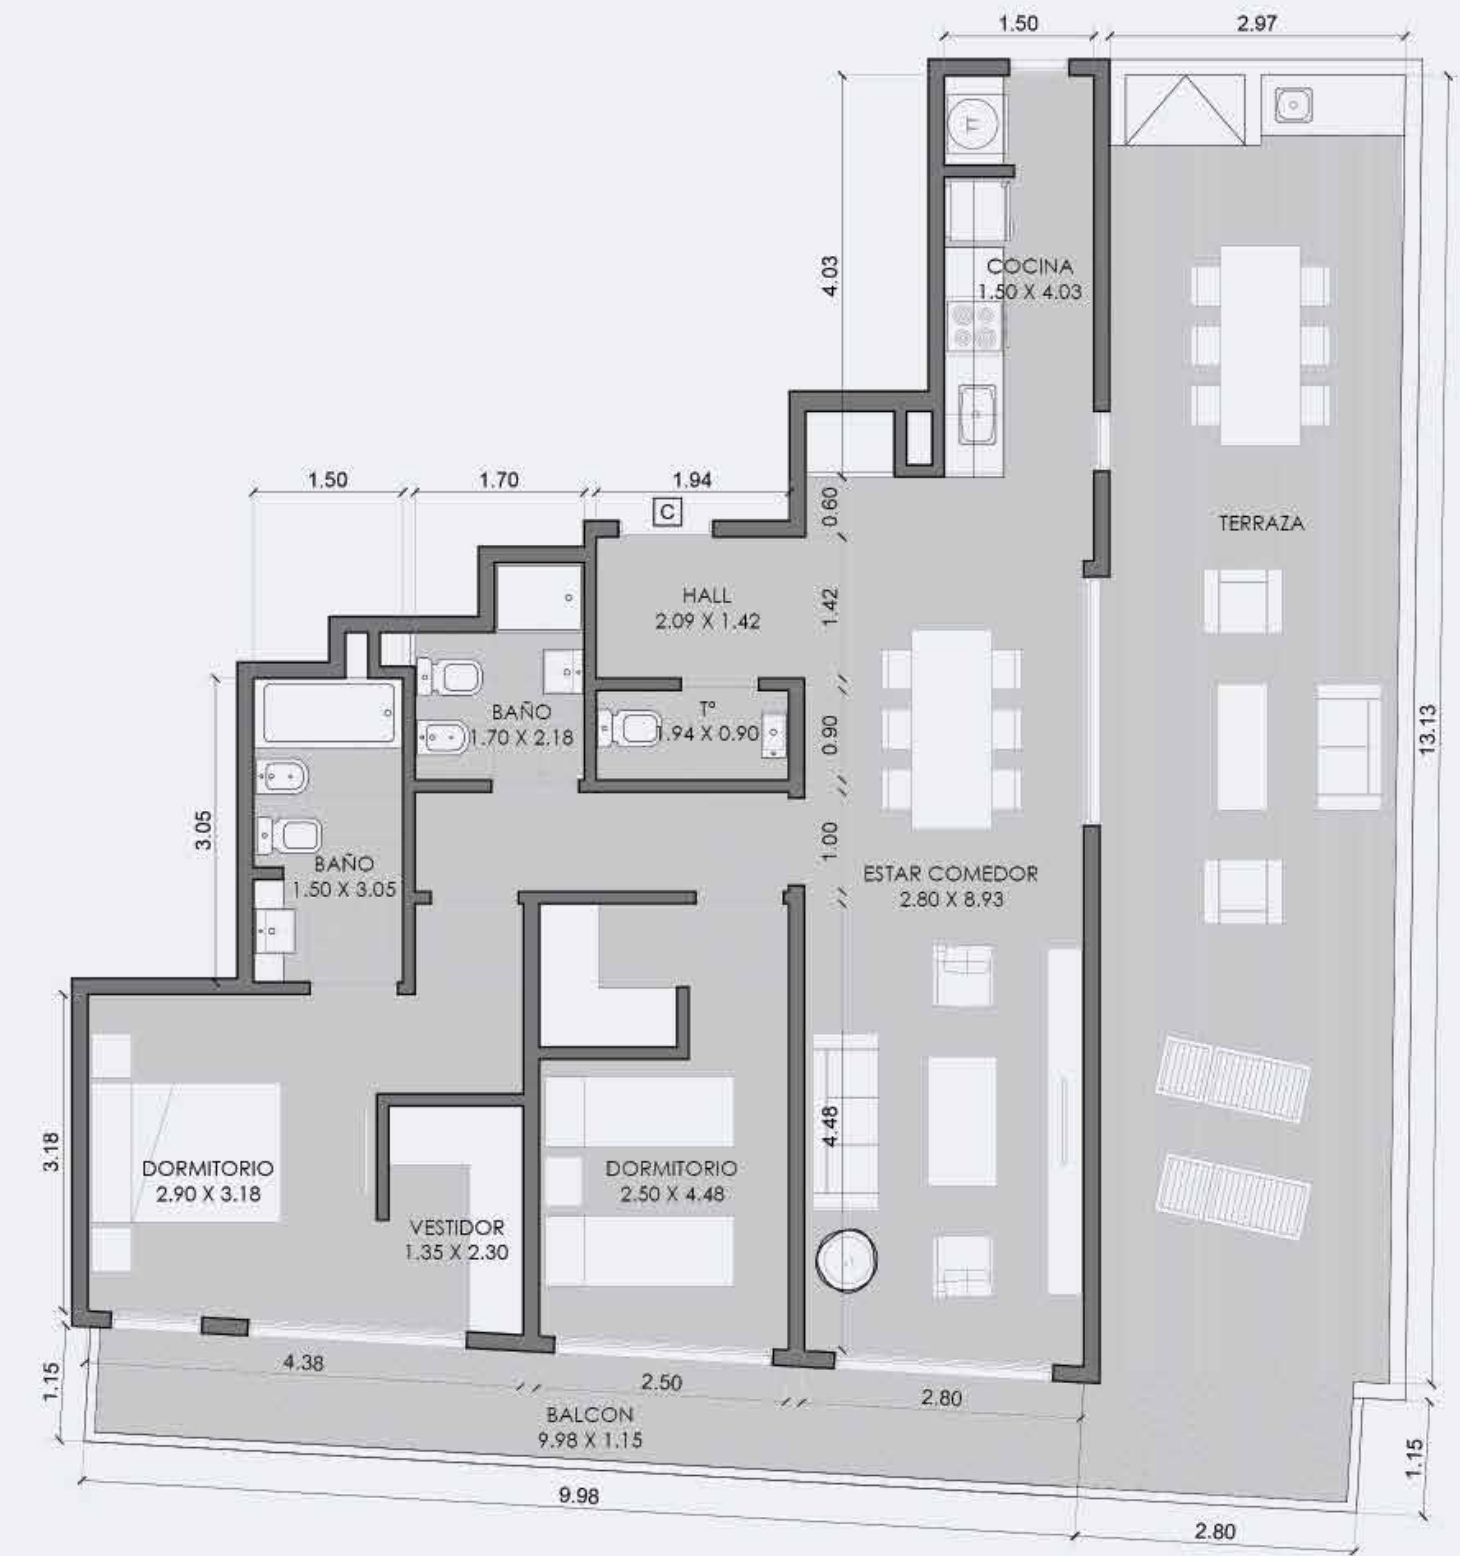 1.50
2.97
4.03
COCINA
1.50 X 4.03
1.50
1.70
1.94
C
0.60
TERRAZA
HALL
2.09 X 1.42
1.42
T°
1.94 X 0.90
BAÑO
1.70 X 2.18
0.90
13.13
3.05
BAÑO
1.50 X 3.05
1.00
ESTAR COMEDOR
2.80 X 8.93
3.18
DORMITORIO
2.90 X 3.18
VESTIDOR
1.35 X 2.30
DORMITORIO
2.50 X 4.48
4.48
1.15
4.38
2.50
2.80
BALCON
9.98 X 1.15
1.15
9.98
2.80